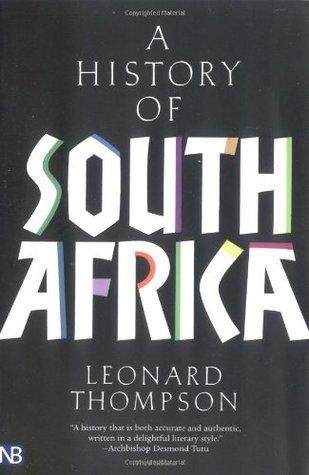 A
HISTORY
OF
SOUTH
AFRICA
LEONARD
THOMPSON
"A history that is both accurate and authentic,
written in a delightful literary style."
—Archbishop Desmond Tutu
NB